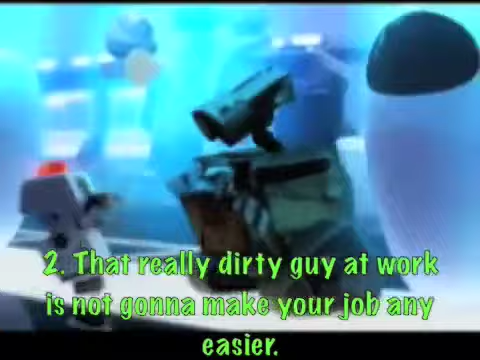 2. That really dirty guy at work
is not gonna make your job any
easier.